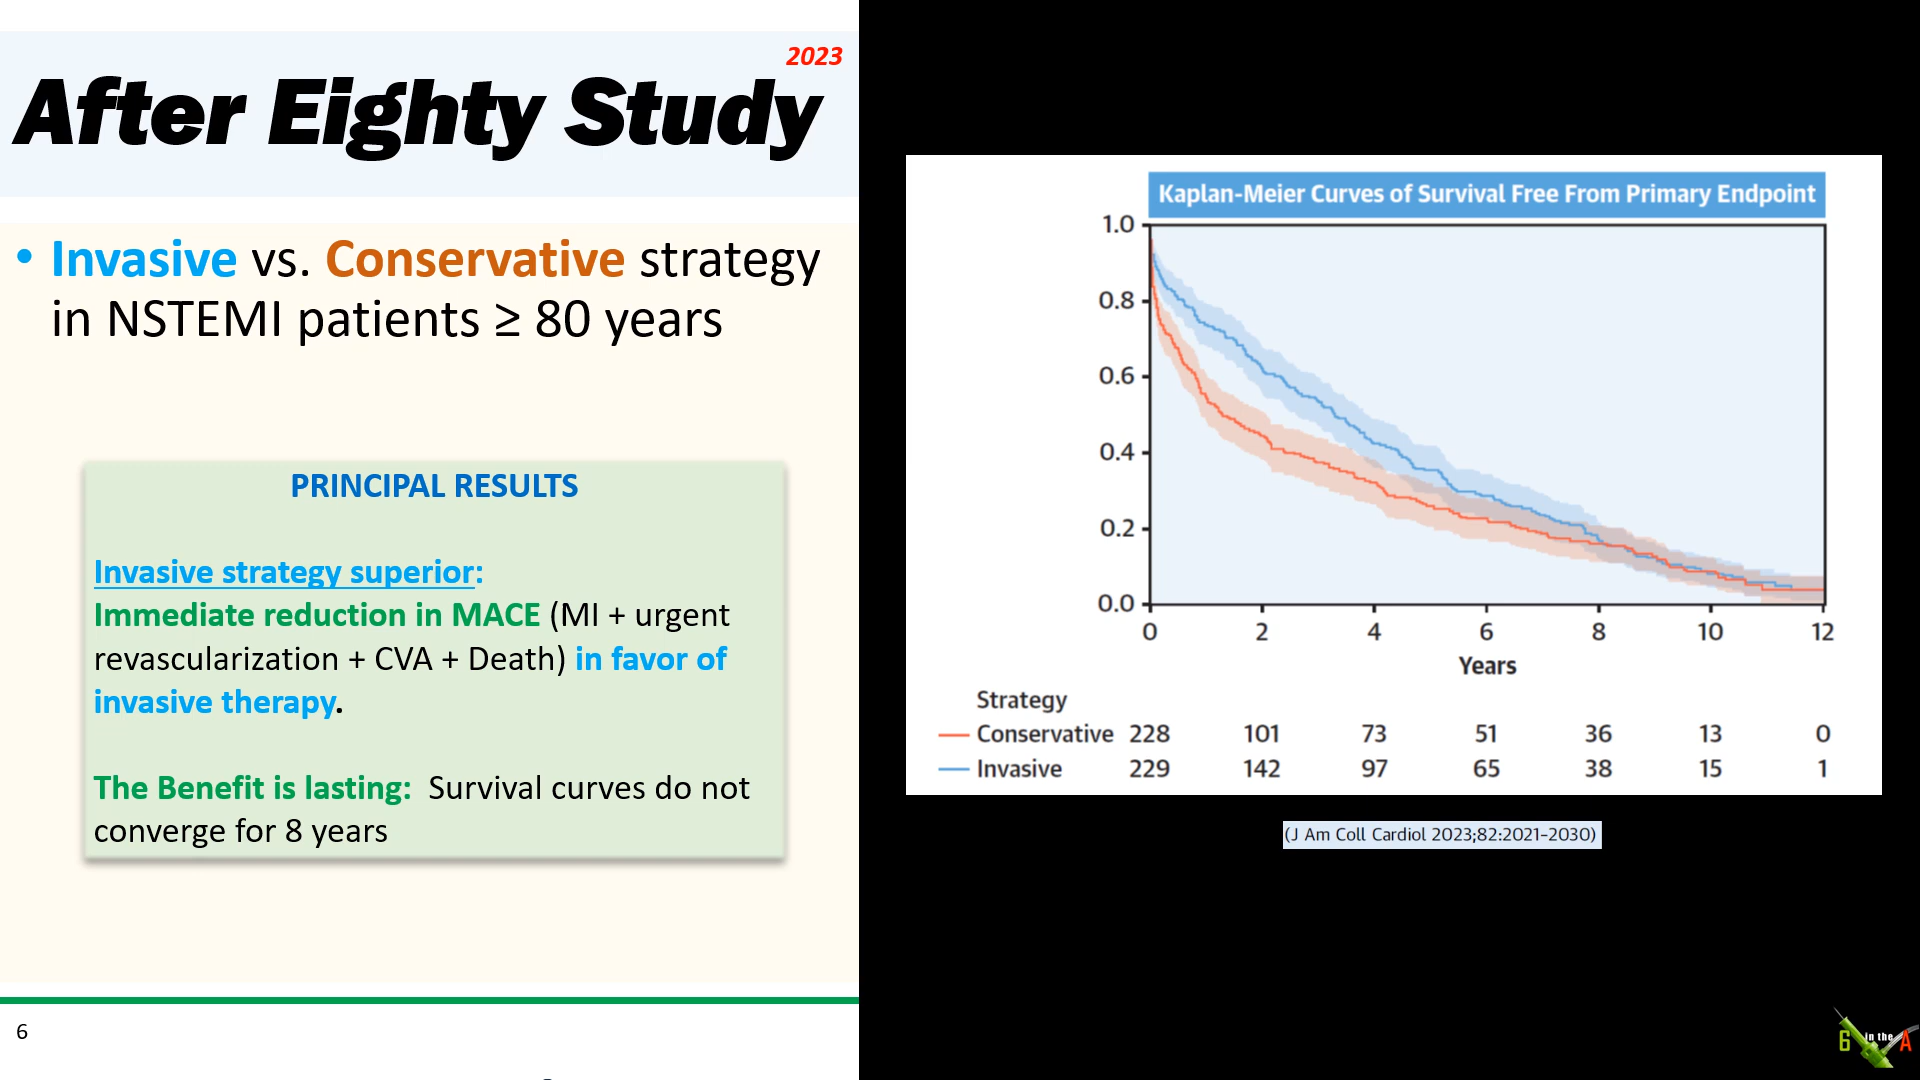 2023
After Eighty Study
• Invasive vs. Conservative strategy
in NSTEMI patients ≥ 80 years
PRINCIPAL RESULTS
Invasive strategy superior:
Immediate reduction in MACE (MI + urgent
revascularization + CVA + Death) in favor of
invasive therapy.
The Benefit is lasting: Survival curves do not
converge for 8 years
6
Kaplan-Meier Curves of Survival Free From Primary Endpoint
1.0
0.8
0.6
0.4
0.2
0.0
0 2 4 6 8 10 12
Years
Strategy
Conservative 228 101 73 51 36 13 0
Invasive 229 142 97 65 38 15 1
(J Am Coll Cardiol 2023;82:2021–2030)
6 in the A